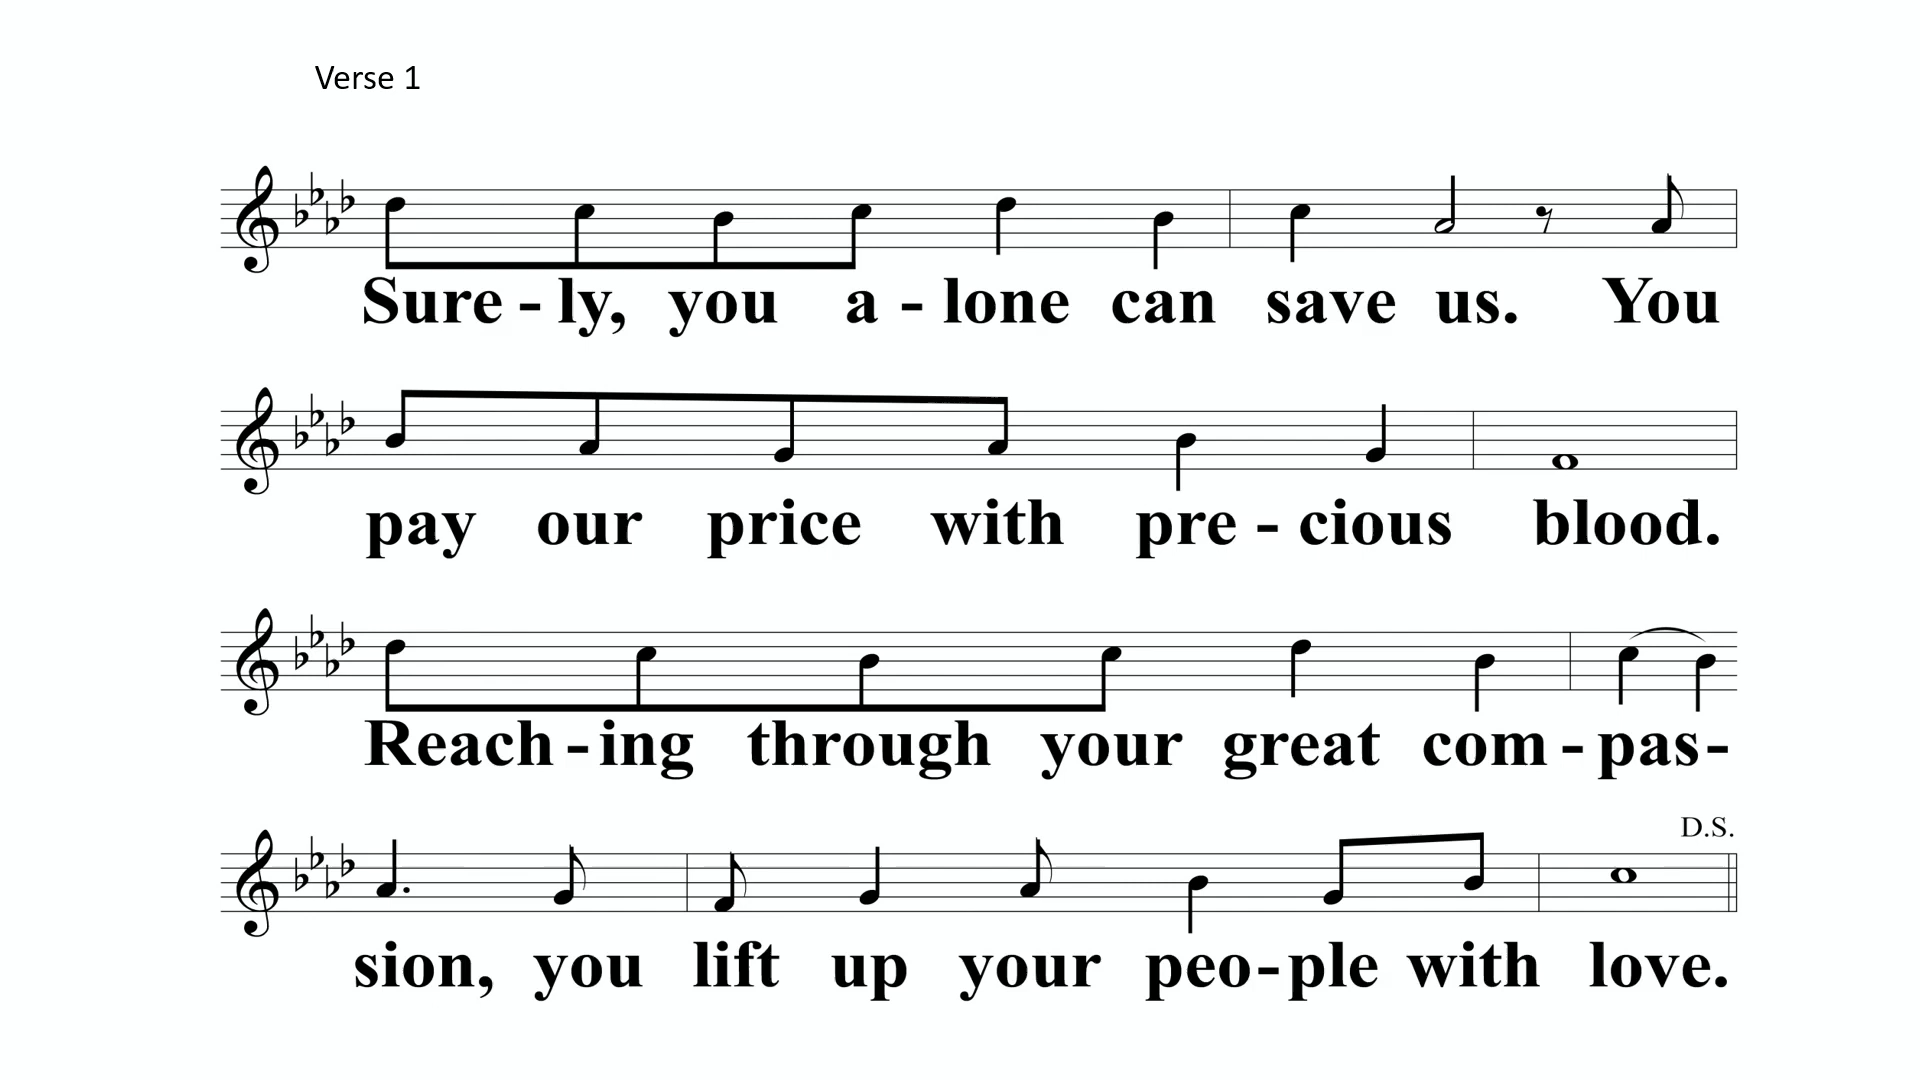 Verse 1
Sure - ly, you a - lone can save us. You
pay our price with pre - cious blood.
Reach - ing through your great com - pas -
D.S.
sion, you lift up your peo - ple with love.